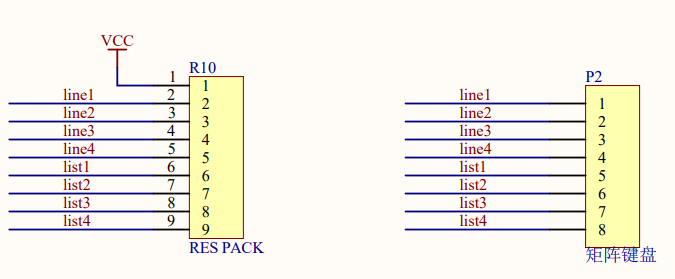 VCC
R10
1 1
line1 2 2
line2 3 3
line3 4 4
line4 5 5
list1 6 6
list2 7 7
list3 8 8
list4 9 9
RES PACK
P2
line1 1
line2 2
line3 3
line4 4
list1 5
list2 6
list3 7
list4 8
矩阵键盘